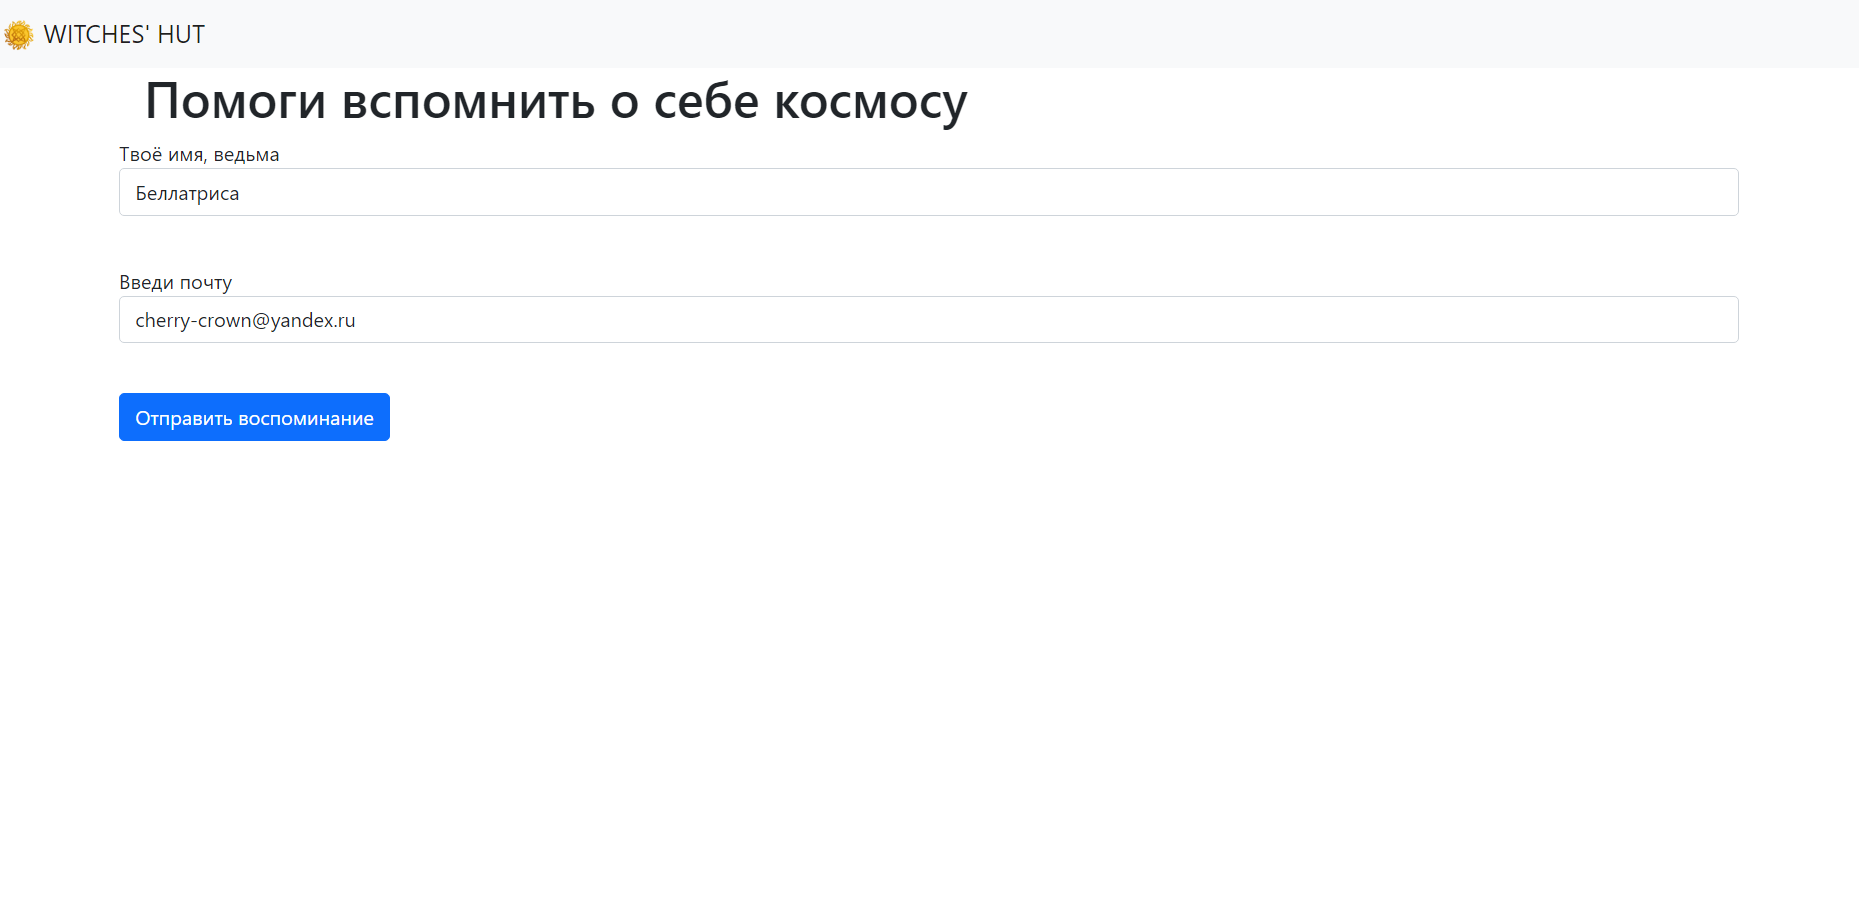 WITCHES' HUT
Помоги вспомнить о себе космосу
Твоё имя, ведьма
Беллатриса
Введи почту
cherry-crown@yandex.ru
Отправить воспоминание